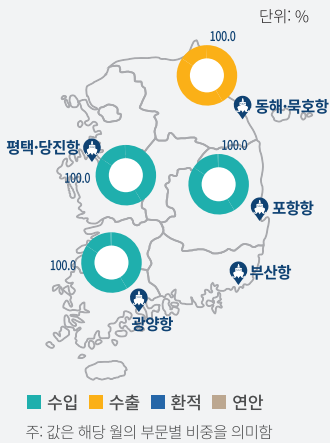 단위: %
100.0
동해·묵호항
100.0
평택·당진항
100.0
포항항
100.0
부산항
광양항
수입 수출 환적 연안
주: 값은 해당 월의 부문별 비중을 의미함